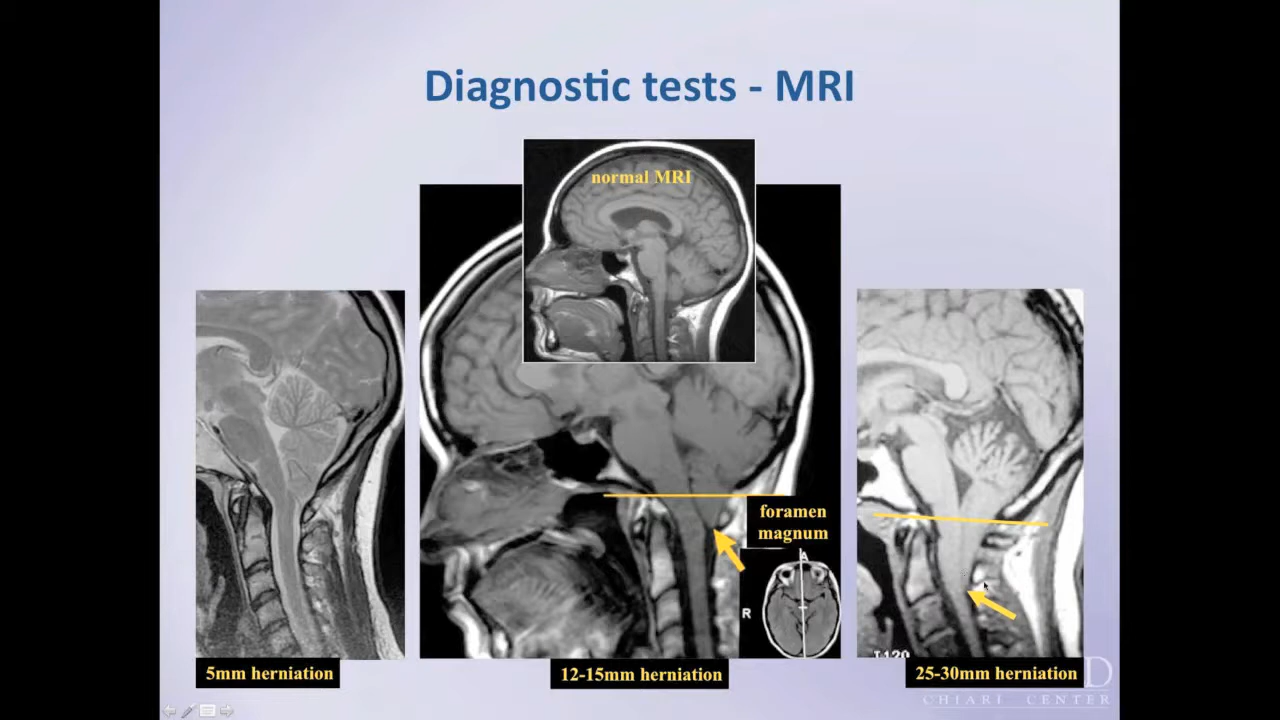 Diagnostic tests - MRI
normal MRI
foramen
magnum
A
R
5mm herniation
12-15mm herniation
25-30mm herniation
D
CHIARI CENTER